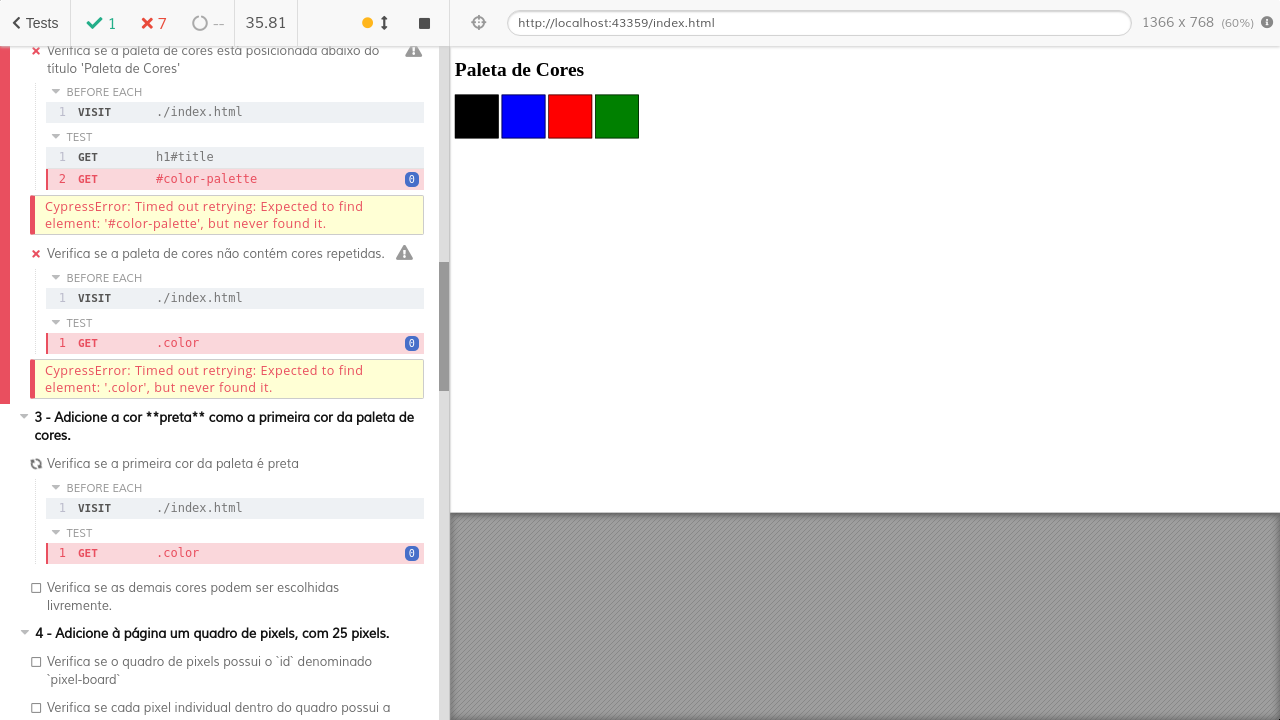 Tests
1
7
--
35.81
http://localhost:43359/index.html
1366 x 768 (60%)
Verifica se a paleta de cores está posicionada abaixo do
título 'Paleta de Cores'
BEFORE EACH
1 VISIT ./index.html
TEST
1 GET h1#title
2 GET #color-palette 0
CypressError: Timed out retrying: Expected to find
element: '#color-palette', but never found it.
Verifica se a paleta de cores não contém cores repetidas.
BEFORE EACH
1 VISIT ./index.html
TEST
1 GET .color 0
CypressError: Timed out retrying: Expected to find
element: '.color', but never found it.
3 - Adicione a cor **preta** como a primeira cor da paleta de
cores.
Verifica se a primeira cor da paleta é preta
BEFORE EACH
1 VISIT ./index.html
TEST
1 GET .color 0
Verifica se as demais cores podem ser escolhidas
livremente.
4 - Adicione à página um quadro de pixels, com 25 pixels.
Verifica se o quadro de pixels possui o `id` denominado
`pixel-board`
Verifica se cada pixel individual dentro do quadro possui a
Paleta de Cores